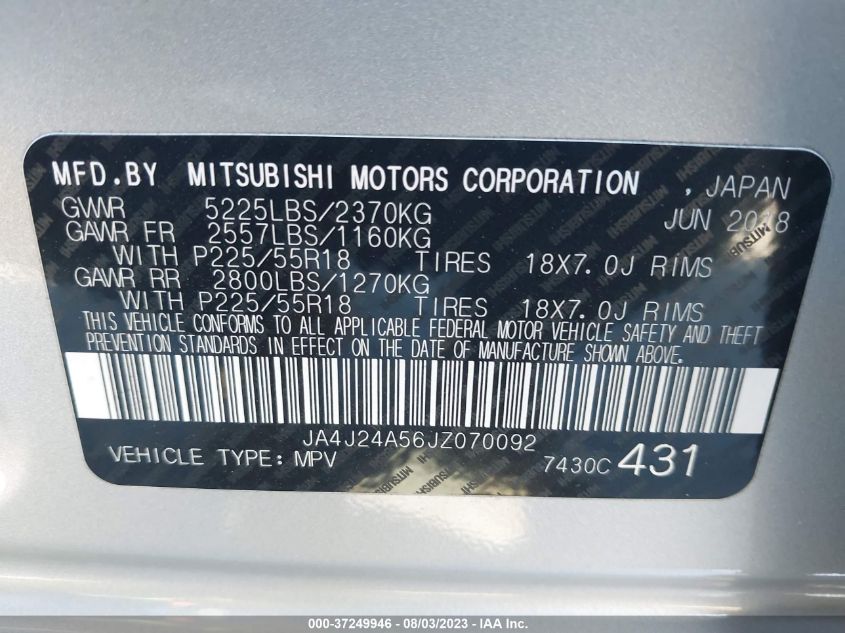 MFD.BY MITSUBISHI MOTORS CORPORATION , JAPAN
GVWR 5225LBS/2370KG JUN 2018
GAWR FR 2557LBS/1160KG
WITH P225/55R18 TIRES 18X7.0J RIMS
GAWR RR 2800LBS/1270KG
WITH P225/55R18 TIRES 18X7.0J RIMS
THIS VEHICLE CONFORMS TO ALL APPLICABLE FEDERAL MOTOR VEHICLE SAFETY AND THEFT
PREVENTION STANDARDS IN EFFECT ON THE DATE OF MANUFACTURE SHOWN ABOVE.
JA4J24A56JZ070092
VEHICLE TYPE: MPV 7430C 431
000-37249946 - 08/03/2023 - IAA Inc.